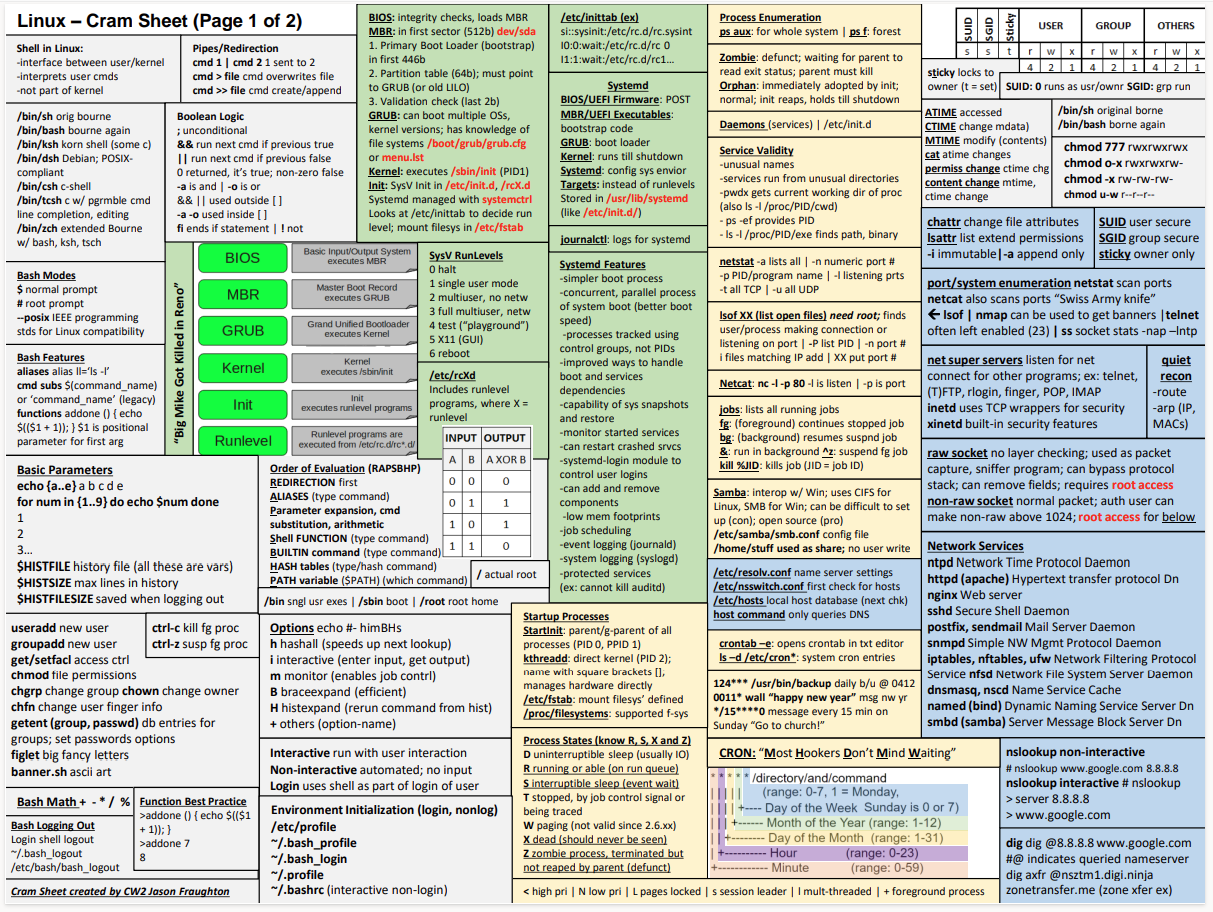 Linux – Cram Sheet (Page 1 of 2)
Shell in Linux:
-interface between user/kernel
-interprets user cmds
-not part of kernel
Pipes/Redirection
cmd 1 | cmd 2 1 sent to 2
cmd > file cmd overwrites file
cmd >> file cmd create/append
/bin/sh orig bourne
/bin/bash bourne again
/bin/ksh korn shell (some c)
/bin/dsh Debian; POSIX-
compliant
/bin/csh c-shell
/bin/tcsh c w/ pgrmble cmd
line completion, editing
/bin/zch extended Bourne
w/ bash, ksh, tsch
Boolean Logic
; unconditional
&& run next cmd if previous true
|| run next cmd if previous false
0 returned, it's true; non-zero false
-a is and | -o is or
&& || used outside [ ]
-a -o used inside [ ]
fi ends if statement | ! not
Bash Modes
$ normal prompt
# root prompt
--posix IEEE programming
stds for Linux compatibility
Bash Features
aliases alias ll='ls -l'
cmd subs $(command_name)
or 'command_name' (legacy)
functions addone () { echo
$(($1 + 1)); } $1 is positional
parameter for first arg
"Big Mike Got Killed in Reno"
BIOS
Basic Input/Output System
executes MBR
MBR
Master Boot Record
executes GRUB
GRUB
Grand Unified Bootloader
executes Kernel
Kernel
Kernel
executes /sbin/init
Init
Init
executes runlevel programs
Runlevel
Runlevel programs are
executed from /etc/rc.d/rc*.d/
BIOS: integrity checks, loads MBR
MBR: in first sector (512b) dev/sda
1. Primary Boot Loader (bootstrap)
in first 446b
2. Partition table (64b); must point
to GRUB (or old LILO)
3. Validation check (last 2b)
GRUB: can boot multiple OSs,
kernel versions; has knowledge of
file systems /boot/grub/grub.cfg
or menu.lst
Kernel: executes /sbin/init (PID1)
Init: SysV Init in /etc/init.d, /rcX.d
Systemd managed with systemctrl
Looks at /etc/inittab to decide run
level; mount filesys in /etc/fstab
SysV RunLevels
0 halt
1 single user mode
2 multiuser, no netw
3 full multiuser, netw
4 test ("playground")
5 X11 (GUI)
6 reboot
/etc/rcXd
Includes runlevel
programs, where X =
runlevel
INPUT OUTPUT
A B A XOR B
0 0 0
0 1 1
1 0 1
1 1 0
/etc/inittab (ex)
si::sysinit:/etc/rc.d/rc.sysint
I0:0:wait:/etc/rc.d/rc 0
I1:1:wait:/etc/rc.d/rc1...
Systemd
BIOS/UEFI Firmware: POST
MBR/UEFI Executables:
bootstrap code
GRUB: boot loader
Kernel: runs till shutdown
Systemd: config sys envior
Targets: instead of runlevels
Stored in /usr/lib/systemd
(like /etc/init.d/)
journalctl: logs for systemd
Systemd Features
-simpler boot process
-concurrent, parallel process
of system boot (better boot
speed)
-processes tracked using
control groups, not PIDs
-improved ways to handle
boot and services
dependencies
-capability of sys snapshots
and restore
-monitor started services
-can restart crashed srvcs
-systemd-login module to
control user logins
-can add and remove
components
-low mem footprints
-job scheduling
-event logging (journald)
-system logging (syslogd)
-protected services
(ex: cannot kill auditd)
Basic Parameters
echo {a..e} a b c d e
for num in {1..9} do echo $num done
1
2
3...
$HISTFILE history file (all these are vars)
$HISTSIZE max lines in history
$HISTFILESIZE saved when logging out
Order of Evaluation (RAPSBHP)
REDIRECTION first
ALIASES (type command)
Parameter expansion, cmd
substitution, arithmetic
Shell FUNCTION (type command)
BUILTIN command (type command)
HASH tables (type/hash command)
PATH variable ($PATH) (which command)
/ actual root
/bin sngl usr exes | /sbin boot | /root root home
useradd new user
groupadd new user
get/setfacl access ctrl
chmod file permissions
chgrp change group chown change owner
chfn change user finger info
getent (group, passwd) db entries for
groups; set passwords options
figlet big fancy letters
banner.sh ascii art
ctrl-c kill fg proc
ctrl-z susp fg proc
Bash Math + - * / %
Bash Logging Out
Login shell logout
~/.bash_logout
/etc/bash/bash_logout
Function Best Practice
>addone () { echo $(($1
+ 1)); }
>addone 7
8
Cram Sheet created by CW2 Jason Fraughton
Options echo #- himBHs
h hashall (speeds up next lookup)
i interactive (enter input, get output)
m monitor (enables job contrl)
B braceexpand (efficient)
H histexpand (rerun command from hist)
+ others (option-name)
Interactive run with user interaction
Non-interactive automated; no input
Login uses shell as part of login of user
Environment Initialization (login, nonlog)
/etc/profile
~/.bash_profile
~/.bash_login
~/.profile
~/.bashrc (interactive non-login)
Startup Processes
StartInit: parent/g-parent of all
processes (PID 0, PPID 1)
kthreadd: direct kernel (PID 2);
name with square brackets [],
manages hardware directly
/etc/fstab: mount filesys' defined
/proc/filesystems: supported f-sys
Process States (know R, S, X and Z)
D uninterruptible sleep (usually IO)
R running or able (on run queue)
S interruptible sleep (event wait)
T stopped, by job control signal or
being traced
W paging (not valid since 2.6.xx)
X dead (should never be seen)
Z zombie process, terminated but
not reaped by parent (defunct)
< high pri | N low pri | L pages locked | s session leader | l mult-threaded | + foreground process
Process Enumeration
ps aux: for whole system | ps f: forest
Zombie: defunct; waiting for parent to
read exit status; parent must kill
Orphan: immediately adopted by init;
normal; init reaps, holds till shutdown
Daemons (services) | /etc/init.d
Service Validity
-unusual names
-services run from unusual directories
-pwdx gets current working dir of proc
(also ls -l /proc/PID/cwd)
- ps -ef provides PID
- ls -l /proc/PID/exe finds path, binary
netstat -a lists all | -n numeric port #
-p PID/program name | -l listening prts
-t all TCP | -u all UDP
lsof XX (list open files) need root; finds
user/process making connection or
listening on port | -P list PID | -n port #
i files matching IP add | XX put port #
Netcat: nc -l -p 80 -l is listen | -p is port
jobs: lists all running jobs
fg: (foreground) continues stopped job
bg: (background) resumes suspnd job
&: run in background ^z: suspend fg job
kill %JID: kills job (JID = job ID)
Samba: interop w/ Win; uses CIFS for
Linux, SMB for Win; can be difficult to set
up (con); open source (pro)
/etc/samba/smb.conf config file
/home/stuff used as share; no user write
/etc/resolv.conf name server settings
/etc/nsswitch.conf first check for hosts
/etc/hosts local host database (next chk)
host command only queries DNS
crontab –e: opens crontab in txt editor
ls –d /etc/cron*: system cron entries
124*** /usr/bin/backup daily b/u @ 0412
0011* wall "happy new year" msg nw yr
*/15****0 message every 15 min on
Sunday "Go to church!"
CRON: "Most Hookers Don't Mind Waiting"
* * * * * /directory/and/command
| | | | | (range: 0-7, 1 = Monday,
| | | | +---- Day of the Week Sunday is 0 or 7)
| | | +------ Month of the Year (range: 1-12)
| | +-------- Day of the Month (range: 1-31)
| +---------- Hour (range: 0-23)
+------------ Minute (range: 0-59)
SUID SGID Sticky USER GROUP OTHERS
s s t r w x r w x r w x
4 2 1 4 2 1 4 2 1
sticky locks to
owner (t = set)
SUID: 0 runs as usr/ownr SGID: grp run
ATIME accessed
CTIME change mdata)
MTIME modify (contents)
cat atime changes
permiss change ctime chg
content change mtime,
ctime change
/bin/sh original borne
/bin/bash borne again
chmod 777 rwxrwxrwx
chmod o-x rwxrwxrw-
chmod -x rw-rw-rw-
chmod u-w r--r--r--
chattr change file attributes
lsattr list extend permissions
-i immutable|-a append only
SUID user secure
SGID group secure
sticky owner only
port/system enumeration netstat scan ports
netcat also scans ports "Swiss Army knife"
← lsof | nmap can be used to get banners |telnet
often left enabled (23) | ss socket stats -nap –lntp
net super servers listen for net
connect for other programs; ex: telnet,
(T)FTP, rlogin, finger, POP, IMAP
inetd uses TCP wrappers for security
xinetd built-in security features
quiet
recon
-route
-arp (IP,
MACs)
raw socket no layer checking; used as packet
capture, sniffer program; can bypass protocol
stack; can remove fields; requires root access
non-raw socket normal packet; auth user can
make non-raw above 1024; root access for below
Network Services
ntpd Network Time Protocol Daemon
httpd (apache) Hypertext transfer protocol Dn
nginx Web server
sshd Secure Shell Daemon
postfix, sendmail Mail Server Daemon
snmpd Simple NW Mgmt Protocol Daemon
iptables, nftables, ufw Network Filtering Protocol
Service nfsd Network File System Server Daemon
dnsmasq, nscd Name Service Cache
named (bind) Dynamic Naming Service Server Dn
smbd (samba) Server Message Block Server Dn
nslookup non-interactive
# nslookup www.google.com 8.8.8.8
nslookup interactive # nslookup
> server 8.8.8.8
> www.google.com
dig dig @8.8.8.8 www.google.com
#@ indicates queried nameserver
dig axfr @nsztm1.digi.ninja
zonetransfer.me (zone xfer ex)